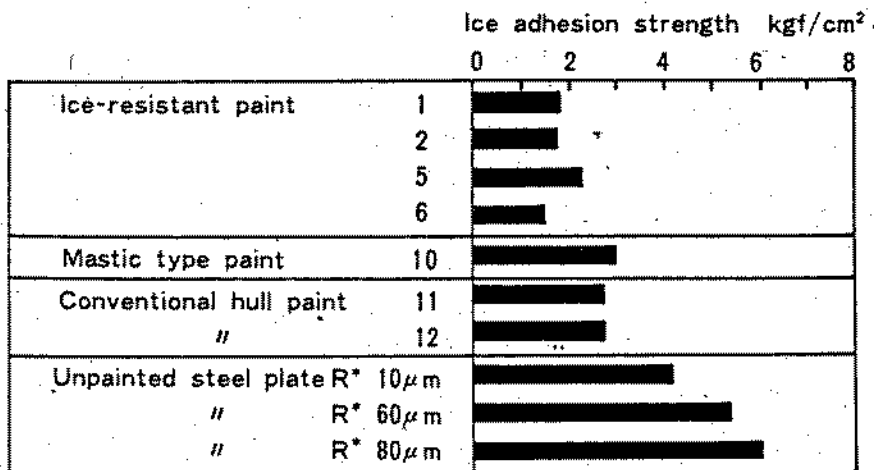 Ice adhesion strength kgf/cm²
0 2 4 6 8
Ice-resistant paint 1
2
5
6
Mastic type paint 10
Conventional hull paint 11
〃 12
Unpainted steel plate R* 10μm
〃 R* 60μm
〃 R* 80μm